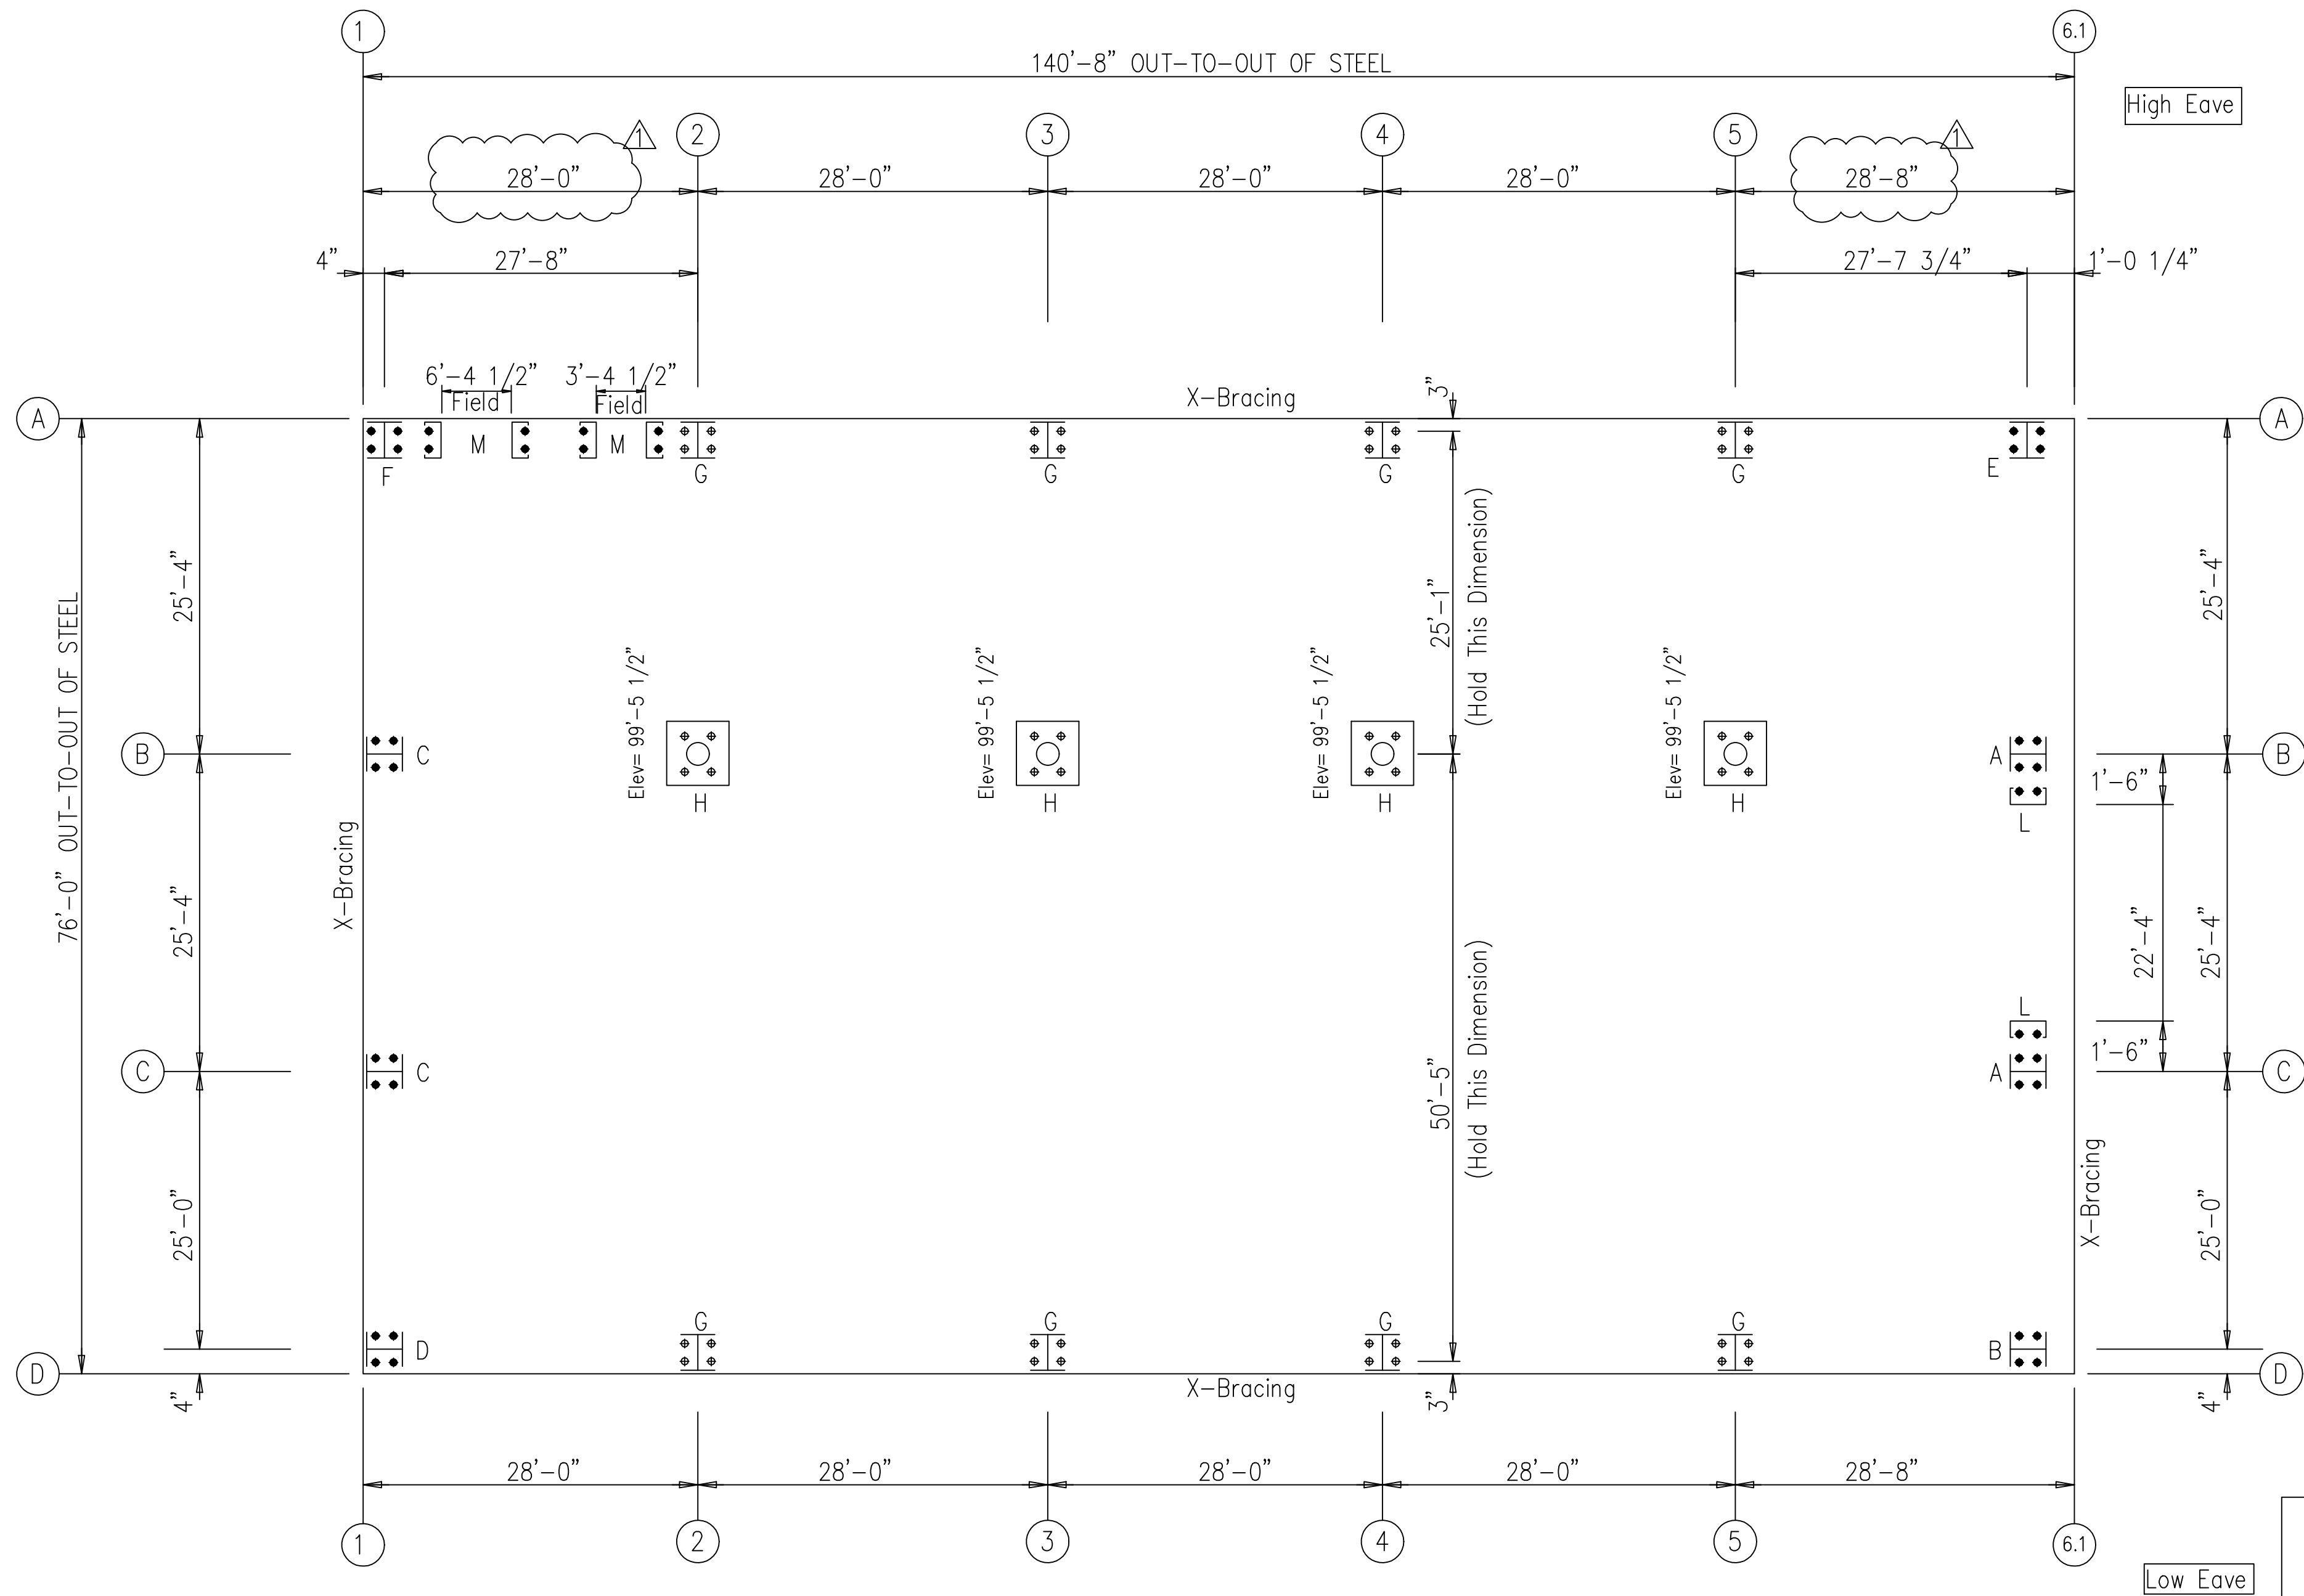 1
6.1
140'-8" OUT-TO-OUT OF STEEL
High Eave
1
2
3
4
5
1
28'-0"
28'-0"
28'-0"
28'-0"
28'-8"
4"
27'-8"
27'-7 3/4"
1'-0 1/4"
6'-4 1/2"
Field
3'-4 1/2"
Field
X-Bracing
3"
A
A
M
M
F
G
G
G
G
E
25'-4"
25'-1"
(Hold This Dimension)
25'-4"
76'-0" OUT-TO-OUT OF STEEL
Elev= 99'-5 1/2"
Elev= 99'-5 1/2"
Elev= 99'-5 1/2"
Elev= 99'-5 1/2"
B
C
A
B
H
H
H
H
1'-6"
L
X-Bracing
25'-4"
22'-4"
25'-4"
50'-5"
(Hold This Dimension)
L
1'-6"
C
C
A
C
25'-0"
X-Bracing
25'-0"
G
G
G
G
D
B
D
D
4"
X-Bracing
3"
4"
28'-0"
28'-0"
28'-0"
28'-0"
28'-8"
1
2
3
4
5
6.1
Low Eave